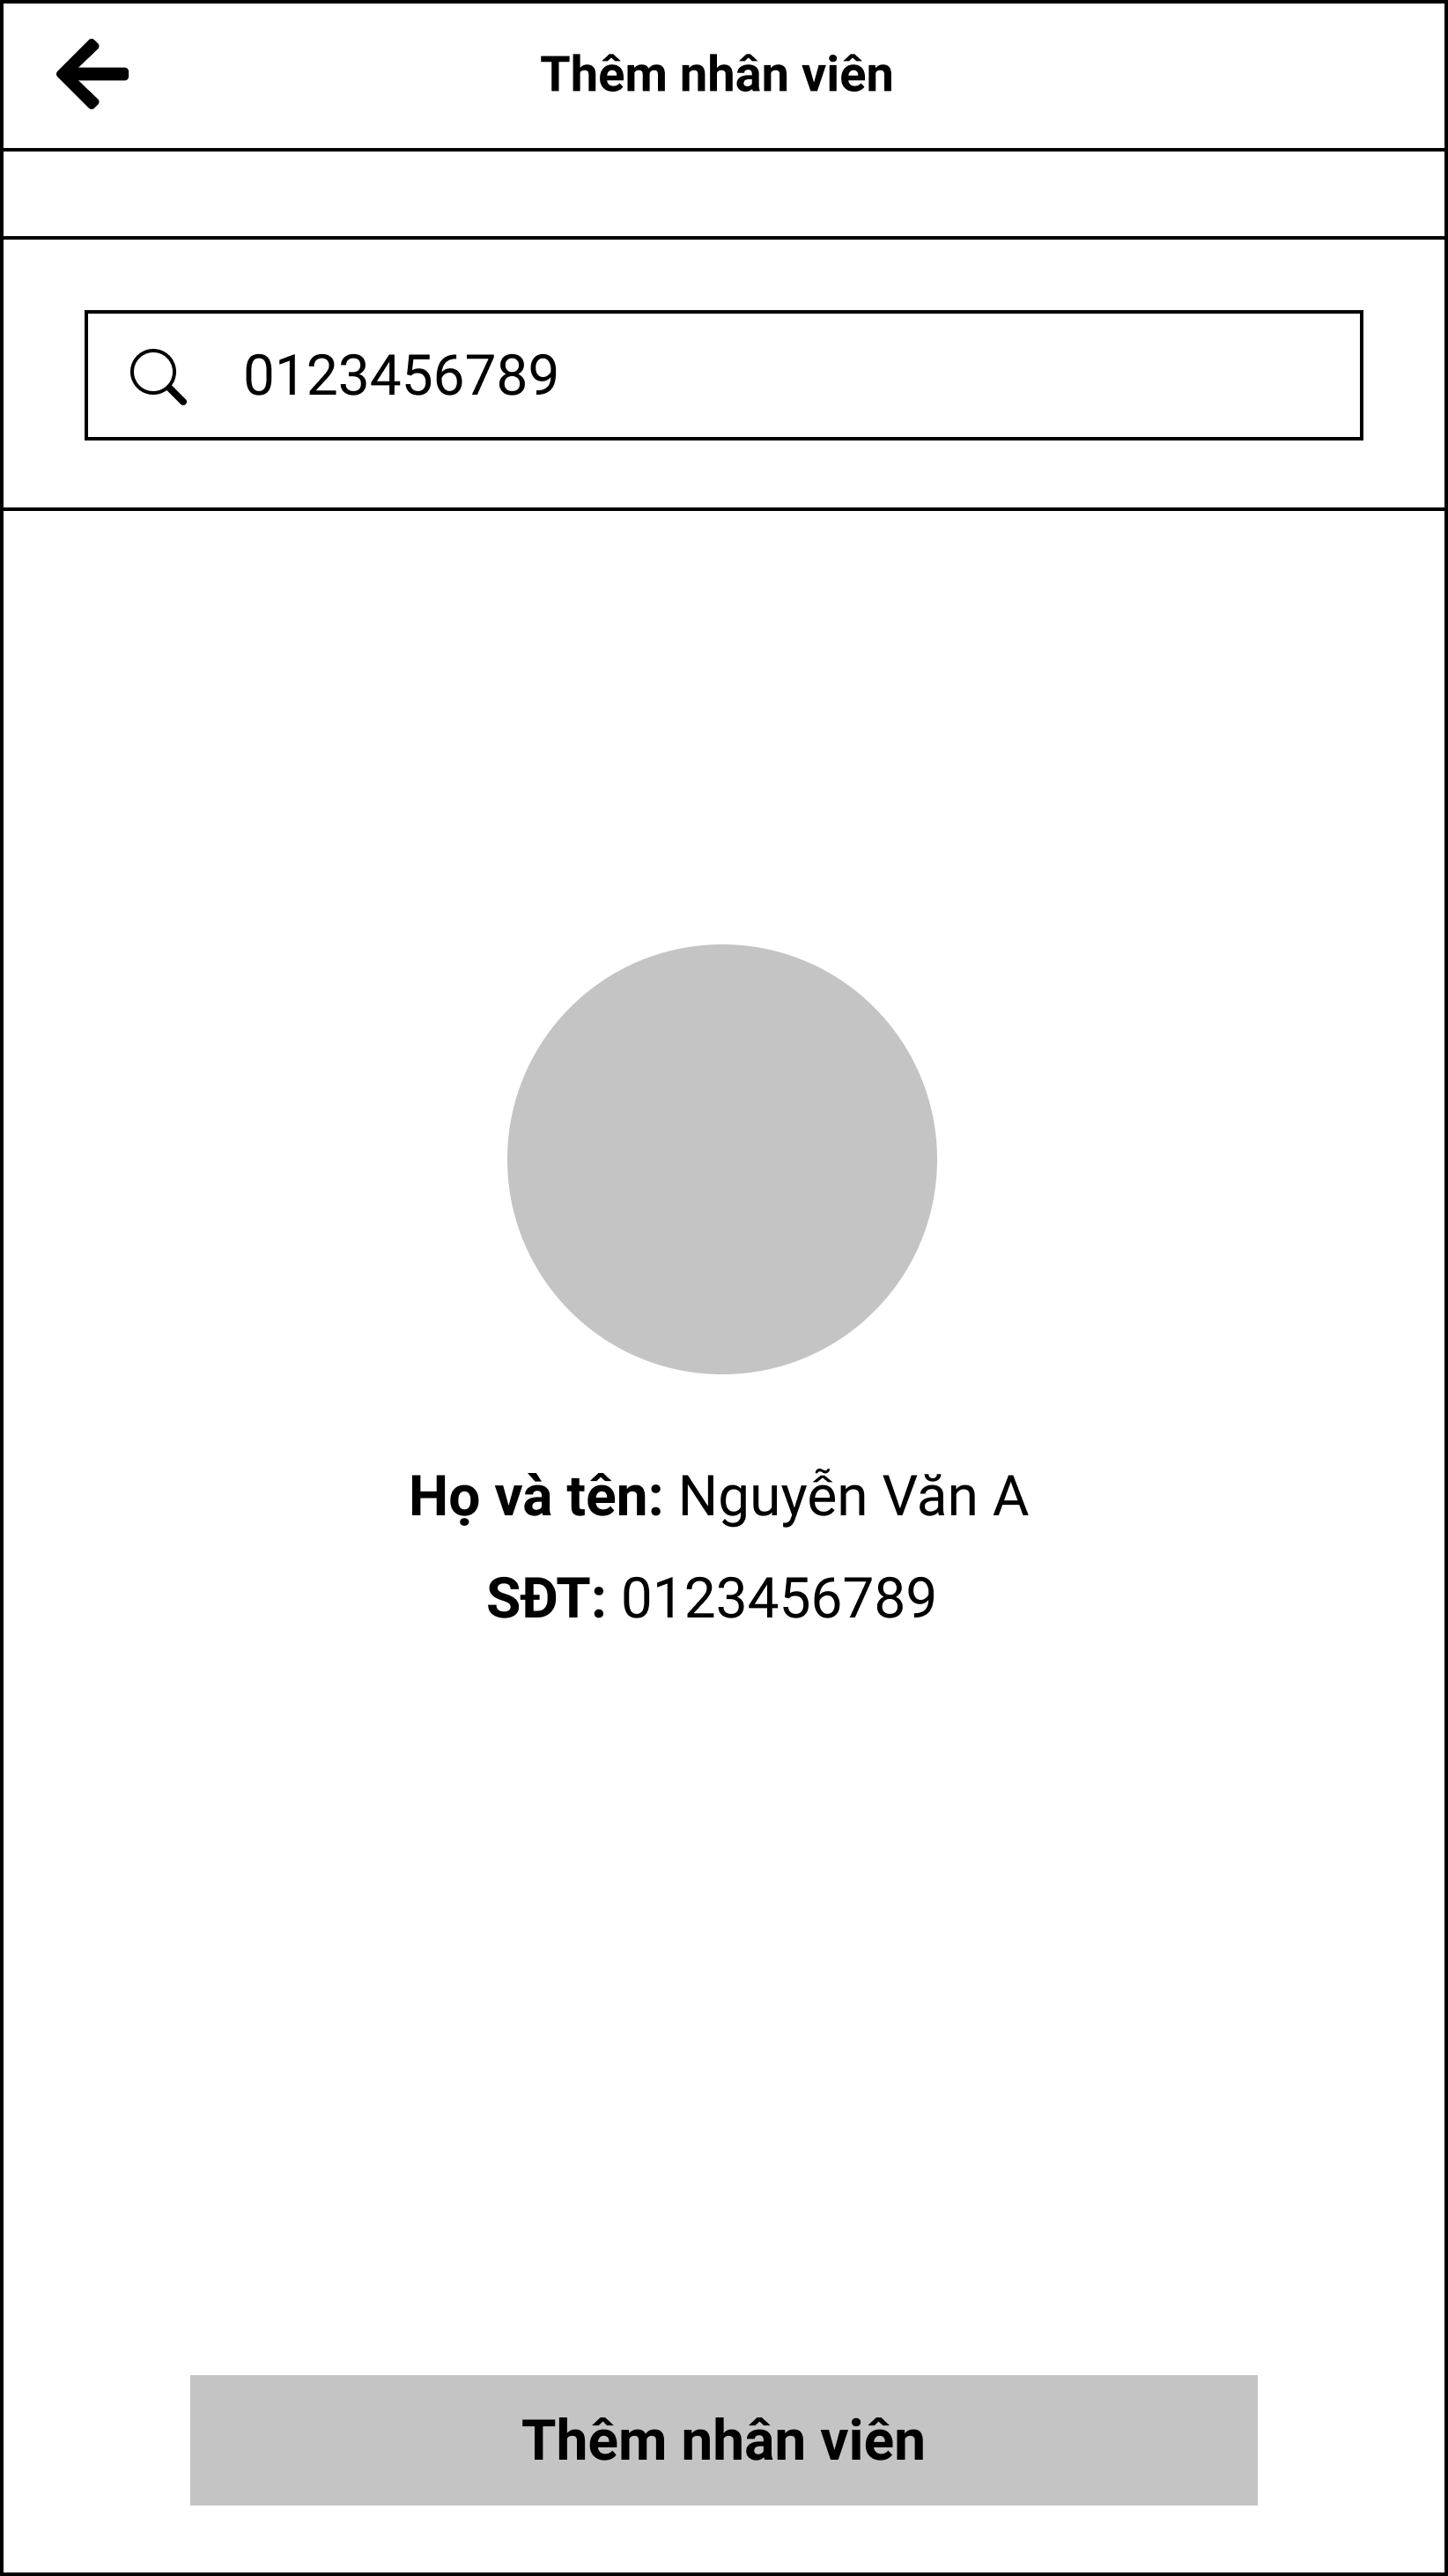 Thêm nhân viên
0123456789
Họ và tên: Nguyễn Văn A
SĐT: 0123456789
Thêm nhân viên